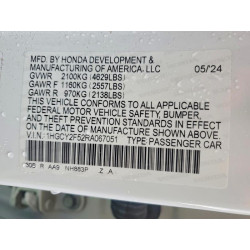 MFD. BY HONDA DEVELOPMENT &
MANUFACTURING OF AMERICA, LLC 05/24
GVWR 2100KG (4629LBS)
GAWR F 1160KG (2557LBS)
GAWR R 970KG (2138LBS)
THIS VEHICLE CONFORMS TO ALL APPLICABLE
FEDERAL MOTOR VEHICLE SAFETY, BUMPER,
AND THEFT PREVENTION STANDARDS IN
EFFECT ON THE DATE OF MANUFACTURE SHOWN ABOVE.
V.I.N. 1HGCY2F52RA067051 TYPE PASSENGER CAR
R AA9 NH883P Z A